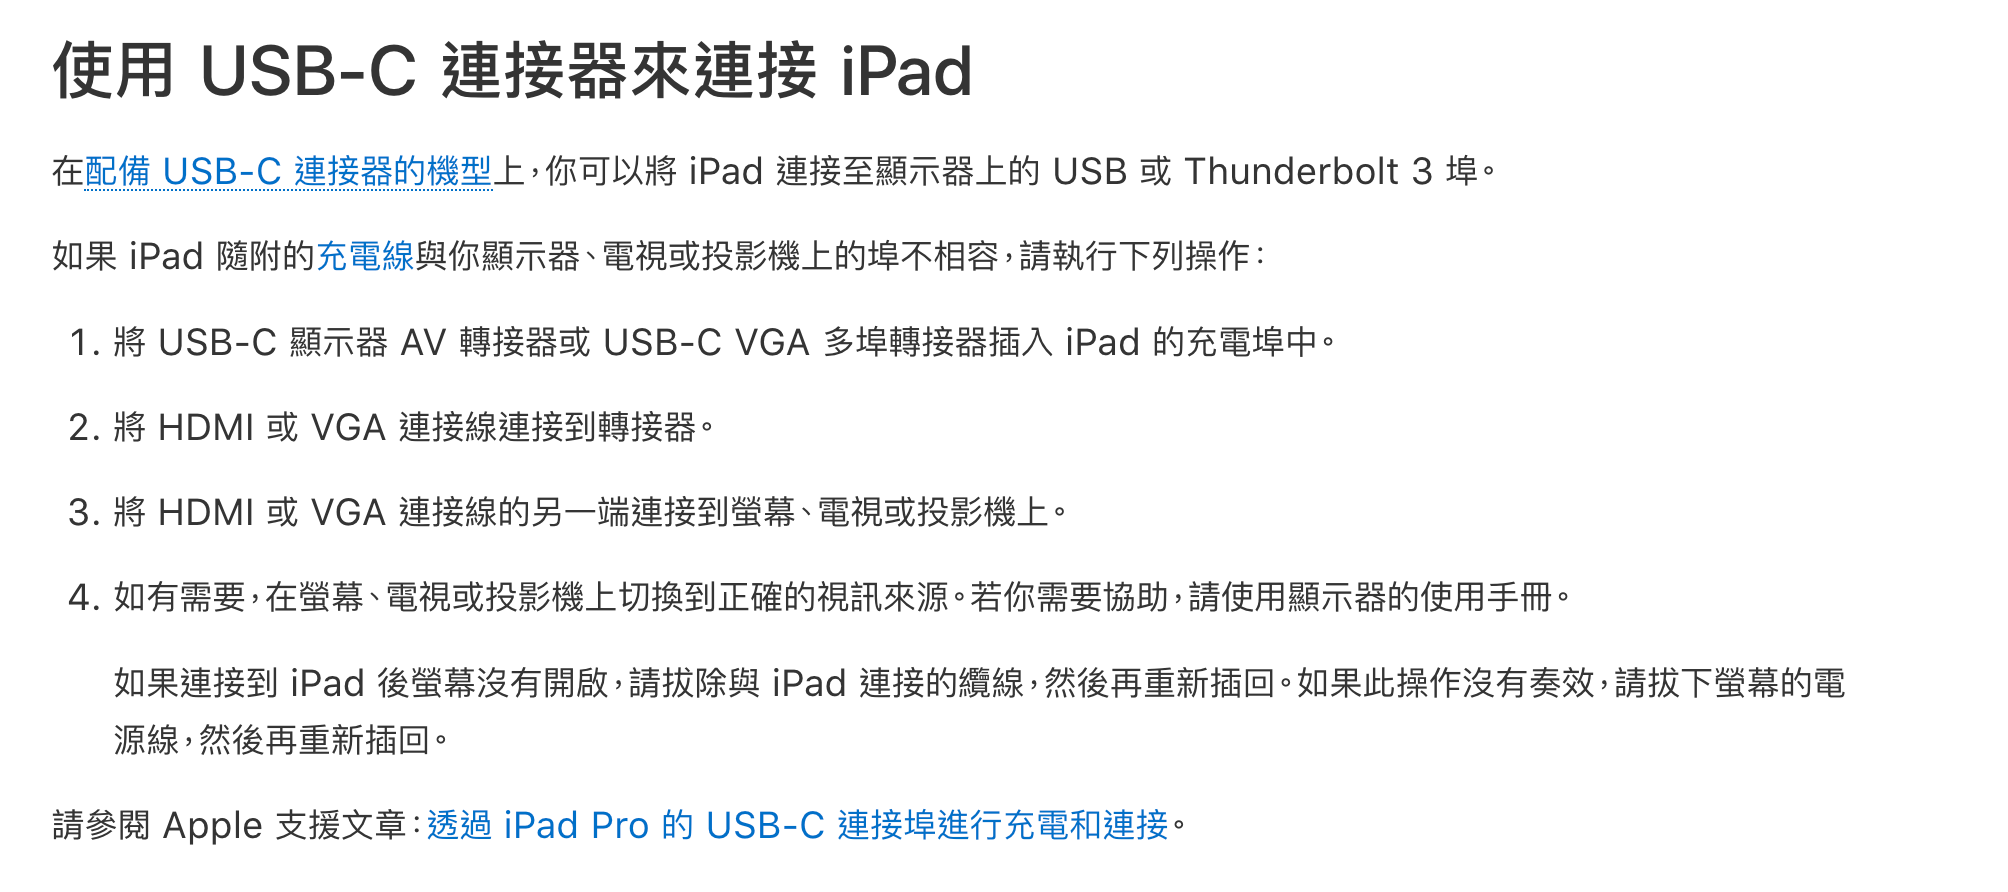 使用 USB-C 連接器來連接 iPad
在配備 USB-C 連接器的機型上，你可以將 iPad 連接至顯示器上的 USB 或 Thunderbolt 3 埠。
如果 iPad 隨附的充電線與你顯示器、電視或投影機上的埠不相容，請執行下列操作：
1. 將 USB-C 顯示器 AV 轉接器或 USB-C VGA 多埠轉接器插入 iPad 的充電埠中。
2. 將 HDMI 或 VGA 連接線連接到轉接器。
3. 將 HDMI 或 VGA 連接線的另一端連接到螢幕、電視或投影機上。
4. 如有需要，在螢幕、電視或投影機上切換到正確的視訊來源。若你需要協助，請使用顯示器的使用手冊。
如果連接到 iPad 後螢幕沒有開啟，請拔除與 iPad 連接的纜線，然後再重新插回。如果此操作沒有奏效，請拔下螢幕的電
源線，然後再重新插回。
請參閱 Apple 支援文章：透過 iPad Pro 的 USB-C 連接埠進行充電和連接。